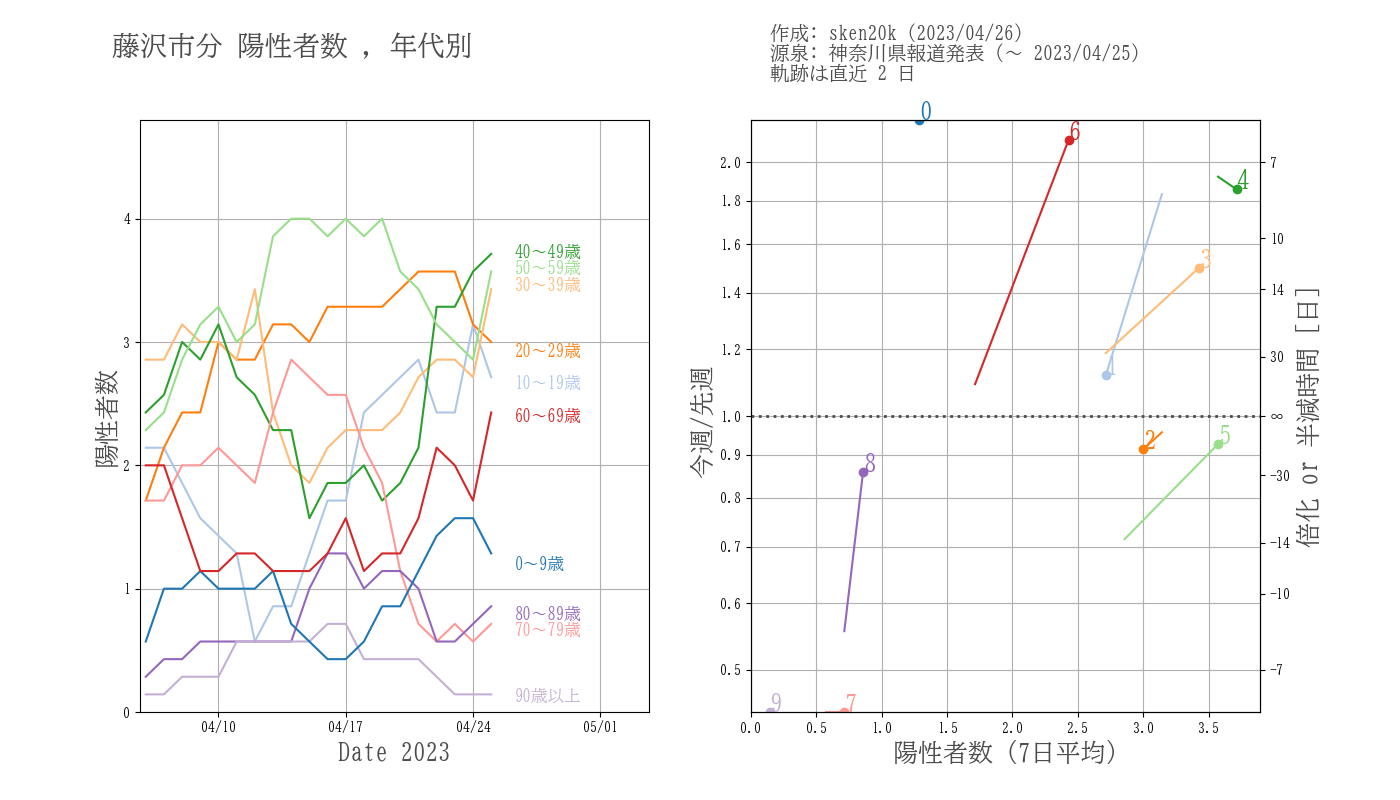 藤沢市分 陽性者数 , 年代別
作成: sken20k (2023/04/26)
源泉: 神奈川県報道発表 (〜 2023/04/25)
軌跡は直近 2 日
陽性者数
4
3
2
1
0
04/10 04/17 04/24 05/01
Date 2023
40〜49歳
50〜59歳
30〜39歳
20〜29歳
10〜19歳
60〜69歳
0〜9歳
80〜89歳
70〜79歳
90歳以上
今週/先週
2.0
1.8
1.6
1.4
1.2
1.0
0.9
0.8
0.7
0.6
0.5
0
6
4
3
1
2
5
8
9
7
0.0 0.5 1.0 1.5 2.0 2.5 3.0 3.5
陽性者数 (7日平均)
7
10
14
30
∞
−30
−14
−10
−7
倍化 or 半減時間 [日]